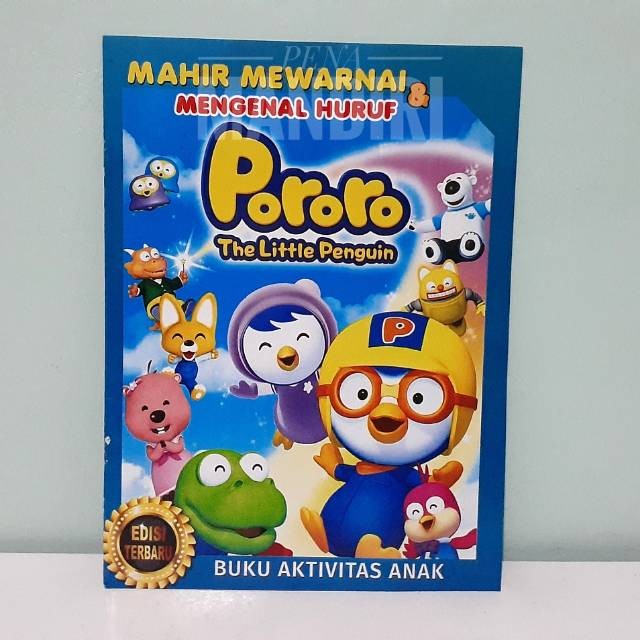 PENA
MANDIRI
MAHIR MEWARNAI
&
MENGENAL HURUF
Pororo
The Little Penguin
P
EDISI
TERBARU
BUKU AKTIVITAS ANAK